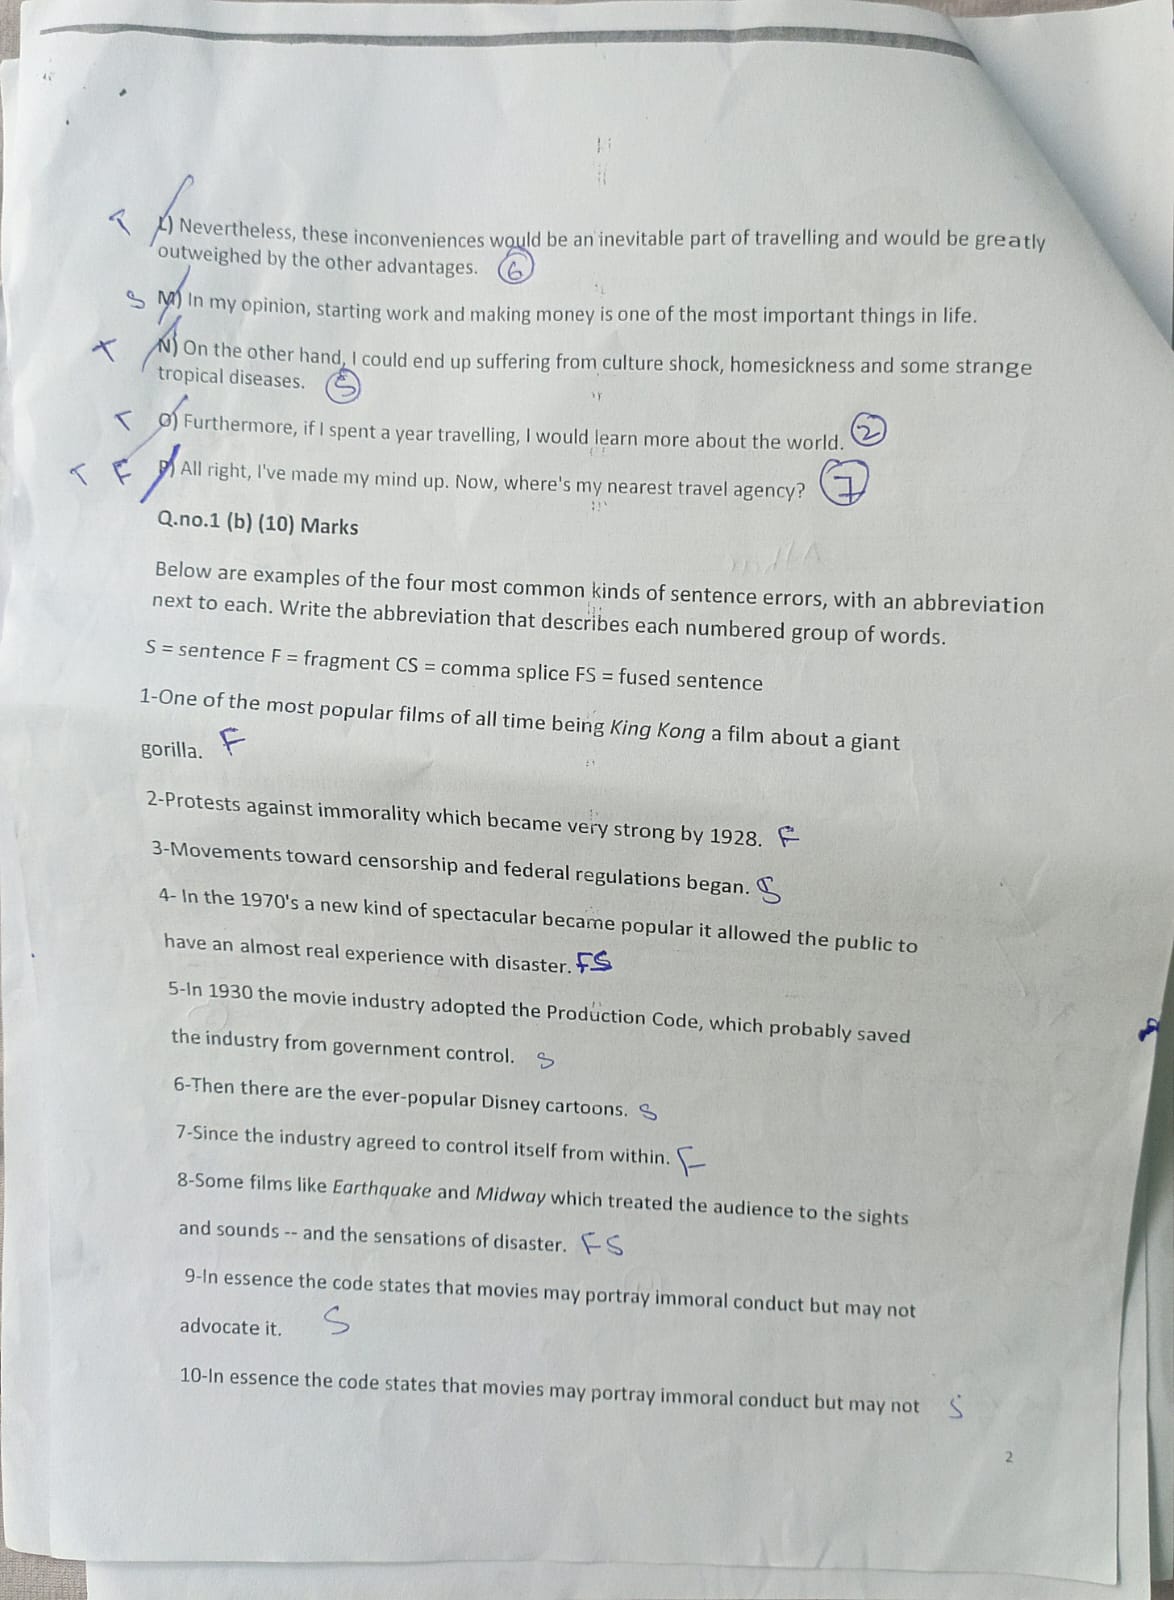 T L) Nevertheless, these inconveniences would be an inevitable part of travelling and would be greatly
outweighed by the other advantages. 6
S M) In my opinion, starting work and making money is one of the most important things in life.
T N) On the other hand, I could end up suffering from culture shock, homesickness and some strange
tropical diseases. 5
T O) Furthermore, if I spent a year travelling, I would learn more about the world. 2
T F P) All right, I've made my mind up. Now, where's my nearest travel agency? 7
Q.no.1 (b) (10) Marks
Below are examples of the four most common kinds of sentence errors, with an abbreviation
next to each. Write the abbreviation that describes each numbered group of words.
S = sentence F = fragment CS = comma splice FS = fused sentence
1-One of the most popular films of all time being King Kong a film about a giant
gorilla. F
2-Protests against immorality which became very strong by 1928. F
3-Movements toward censorship and federal regulations began. S
4- In the 1970's a new kind of spectacular became popular it allowed the public to
have an almost real experience with disaster. FS
5-In 1930 the movie industry adopted the Production Code, which probably saved
the industry from government control. S
6-Then there are the ever-popular Disney cartoons. S
7-Since the industry agreed to control itself from within. F
8-Some films like Earthquake and Midway which treated the audience to the sights
and sounds -- and the sensations of disaster. FS
9-In essence the code states that movies may portray immoral conduct but may not
advocate it. S
10-In essence the code states that movies may portray immoral conduct but may not S
2